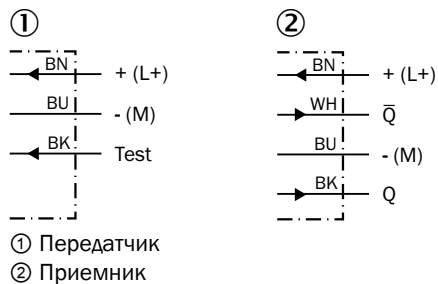 ①
BN + (L+)
BU - (M)
BK Test
②
BN + (L+)
WH Q̅
BU - (M)
BK Q
① Передатчик
② Приемник